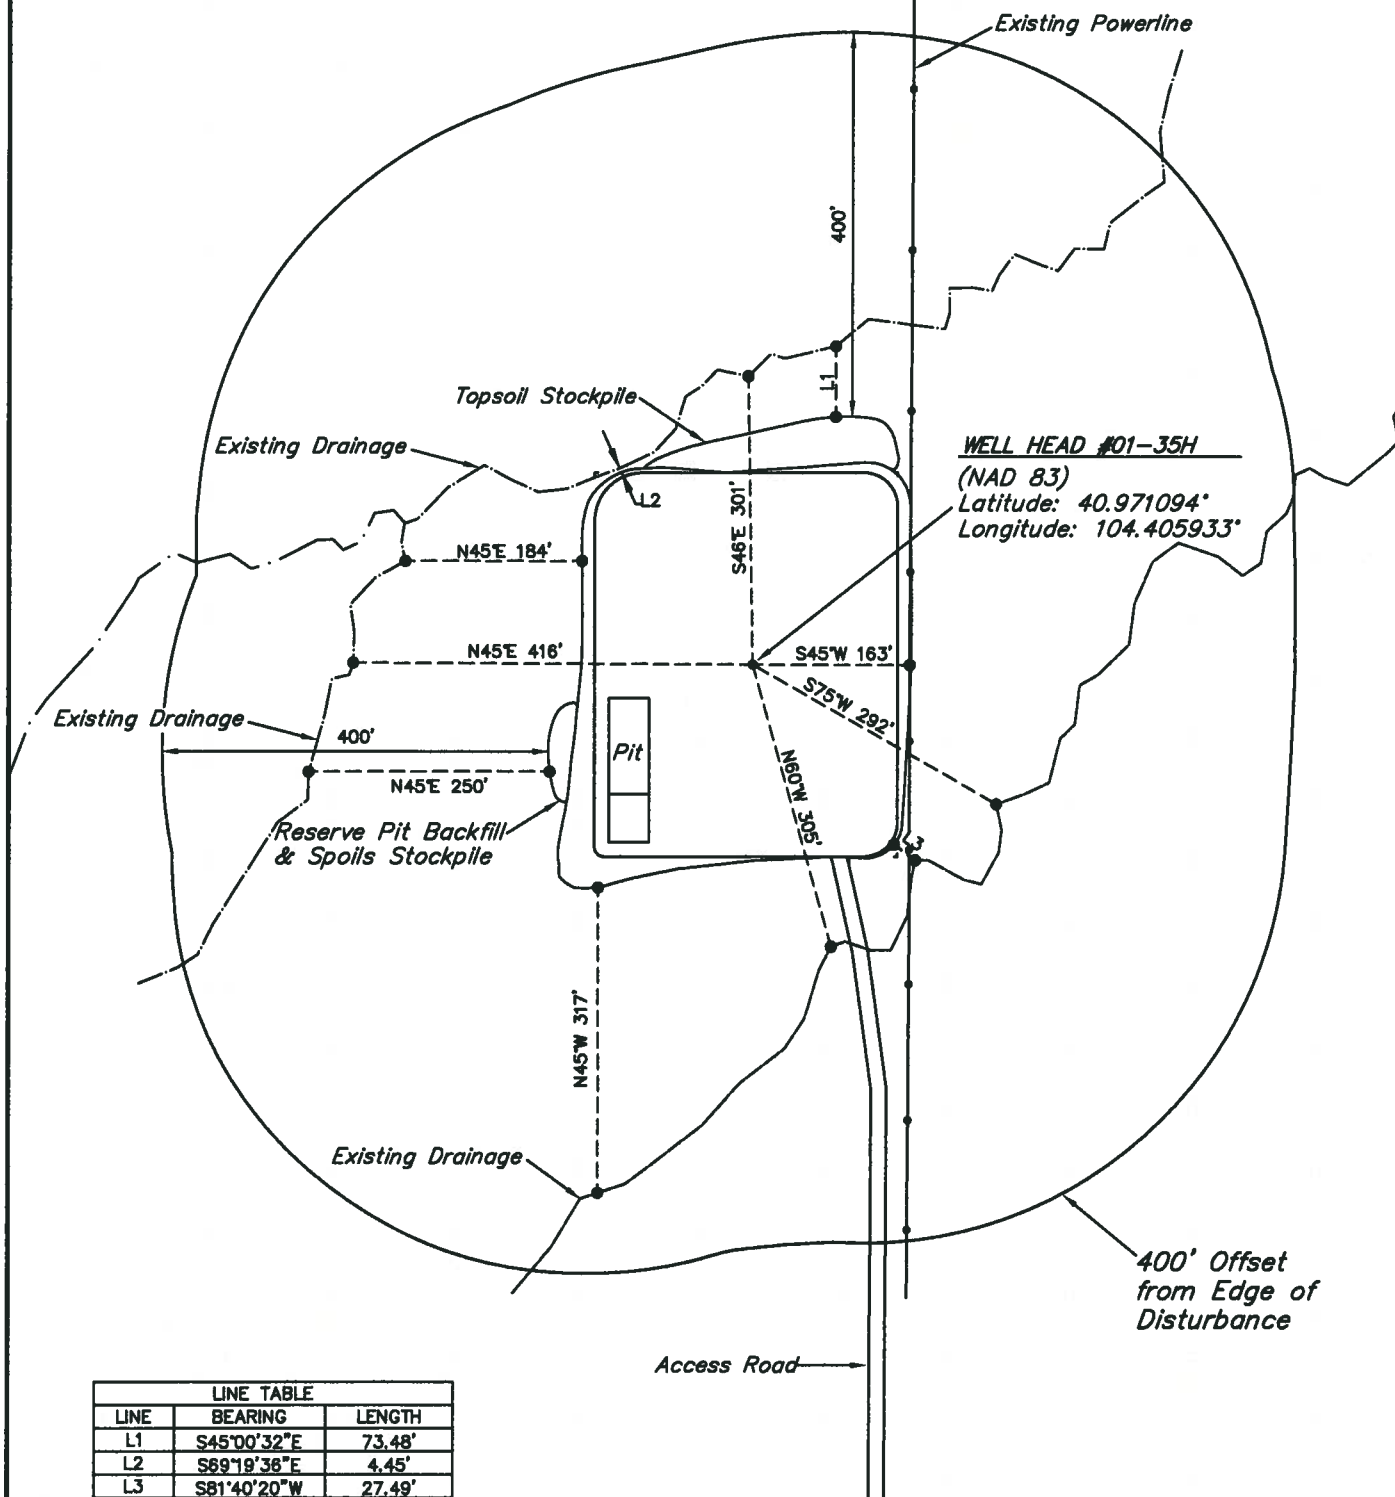 Existing Powerline
400'
L1
Topsoil Stockpile
Existing Drainage
L2
WELL HEAD #01-35H
(NAD 83)
Latitude: 40.971094°
Longitude: 104.405933°
S46°E 301'
N45°E 184'
N45°E 416'
S45°W 163'
S75°W 292'
Existing Drainage
400'
Pit
N60°W 305'
N45°E 250'
Reserve Pit Backfill
& Spoils Stockpile
L3
N45°W 317'
Existing Drainage
400' Offset
from Edge of
Disturbance
Access Road
LINE TABLE
LINE BEARING LENGTH
L1 S45°00'32"E 73.48'
L2 S69°19'36"E 4.45'
L3 S81°40'20"W 27.49'